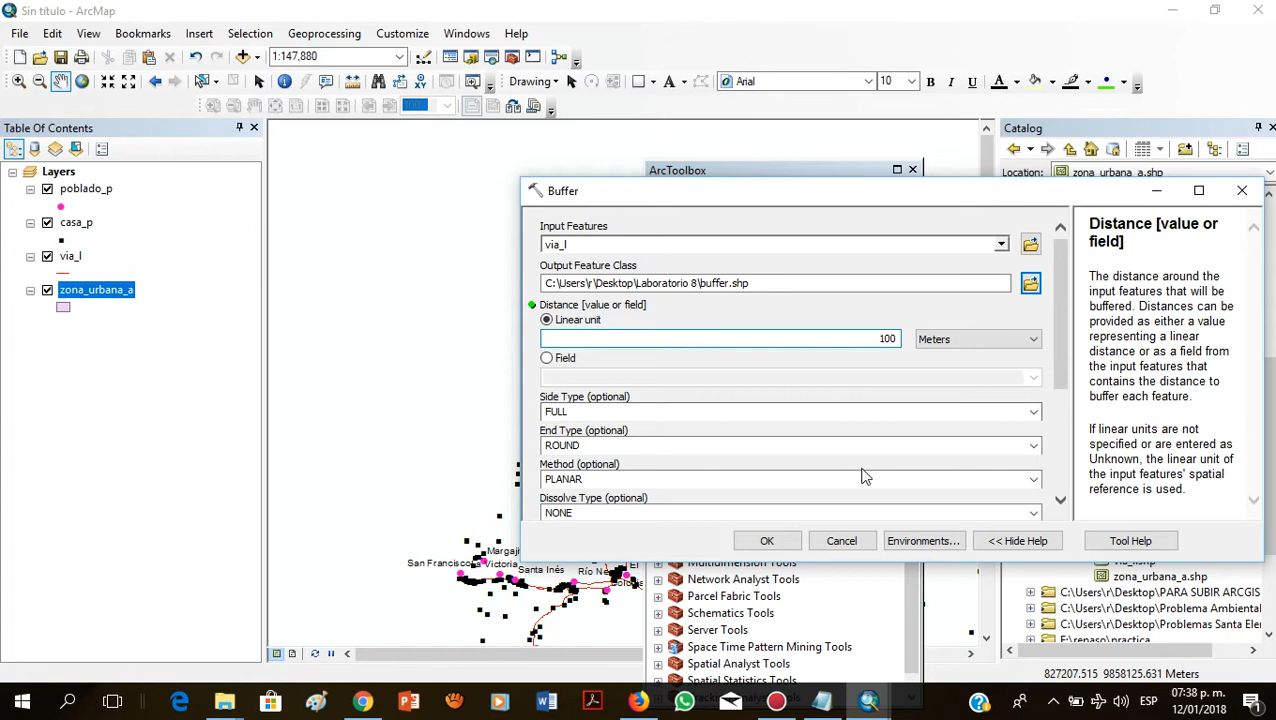 Sin título - ArcMap
File Edit View Bookmarks Insert Selection Geoprocessing Customize Windows Help
1:147,880
Drawing Arial 10 B I U A
100
Table Of Contents
Layers
poblado_p
casa_p
via_l
zona_urbana_a
Catalog
Location: zona_urbana_a.shp
ArcToolbox
Buffer
Input Features
via_l
Output Feature Class
C:\Users\r\Desktop\Laboratorio 8\buffer.shp
Distance [value or field]
Linear unit
100 Meters
Field
Side Type (optional)
FULL
End Type (optional)
ROUND
Method (optional)
PLANAR
Dissolve Type (optional)
NONE
OK Cancel Environments... << Hide Help Tool Help
Distance [value or
field]
The distance around the
input features that will be
buffered. Distances can be
provided as either a value
representing a linear
distance or as a field from
the input features that
contains the distance to
buffer each feature.
If linear units are not
specified or are entered as
Unknown, the linear unit of
the input features' spatial
reference is used.
San Francisco
Victoria
Santa Inés
Multidimension Tools
Network Analyst Tools
Parcel Fabric Tools
Schematics Tools
Server Tools
Space Time Pattern Mining Tools
Spatial Analyst Tools
Spatial Statistics Tools
zona_urbana_a.shp
C:\Users\r\Desktop\PARA SUBIR ARCGIS
C:\Users\r\Desktop\Problema Ambiental
C:\Users\r\Desktop\Problemas Santa Elen
E:\repaso\practica
827207.515 9858125.631 Meters
ESP
07:38 p. m.
12/01/2018